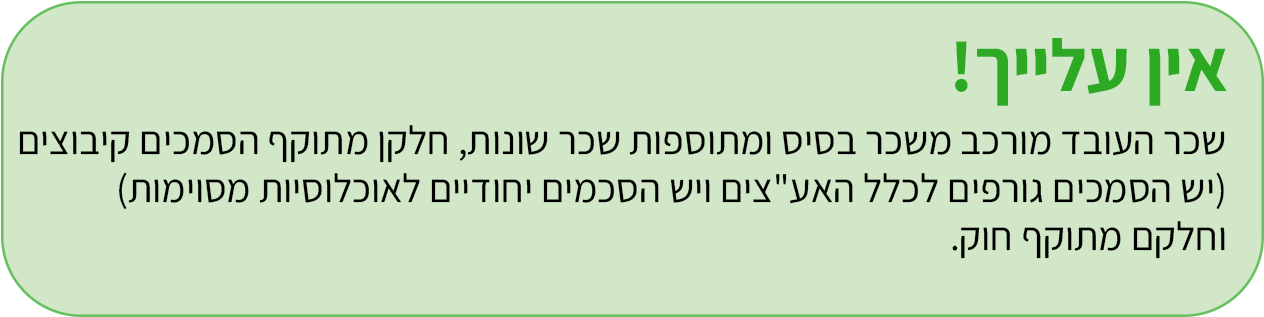 אין עלייך!
שכר העובד מורכב משכר בסיס ומתוספות שכר שונות, חלקן מתוקף הסמכים קיבוצים
(יש הסמכים גורפים לכלל האע"צים ויש הסכמים יחודיים לאוכלוסיות מסוימות)
וחלקם מתוקף חוק.